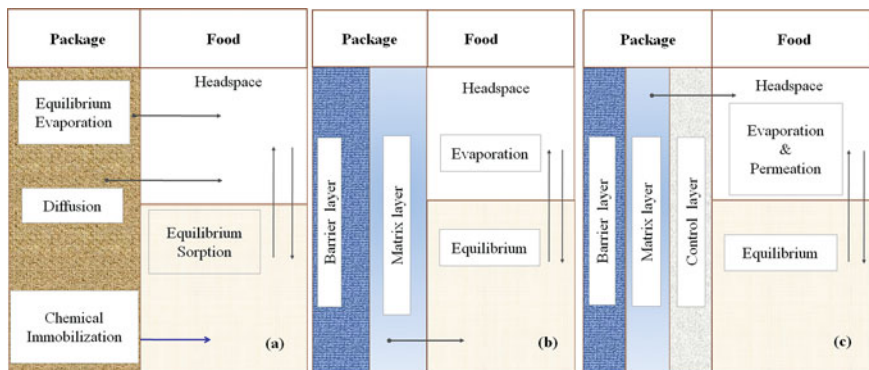 Package
Food
Headspace
Equilibrium
Evaporation
Diffusion
Equilibrium
Sorption
Chemical
Immobilization
(a)
Package
Food
Headspace
Barrier layer
Matrix layer
Evaporation
Equilibrium
(b)
Package
Food
Headspace
Barrier layer
Matrix layer
Control layer
Evaporation
&
Permeation
Equilibrium
(c)